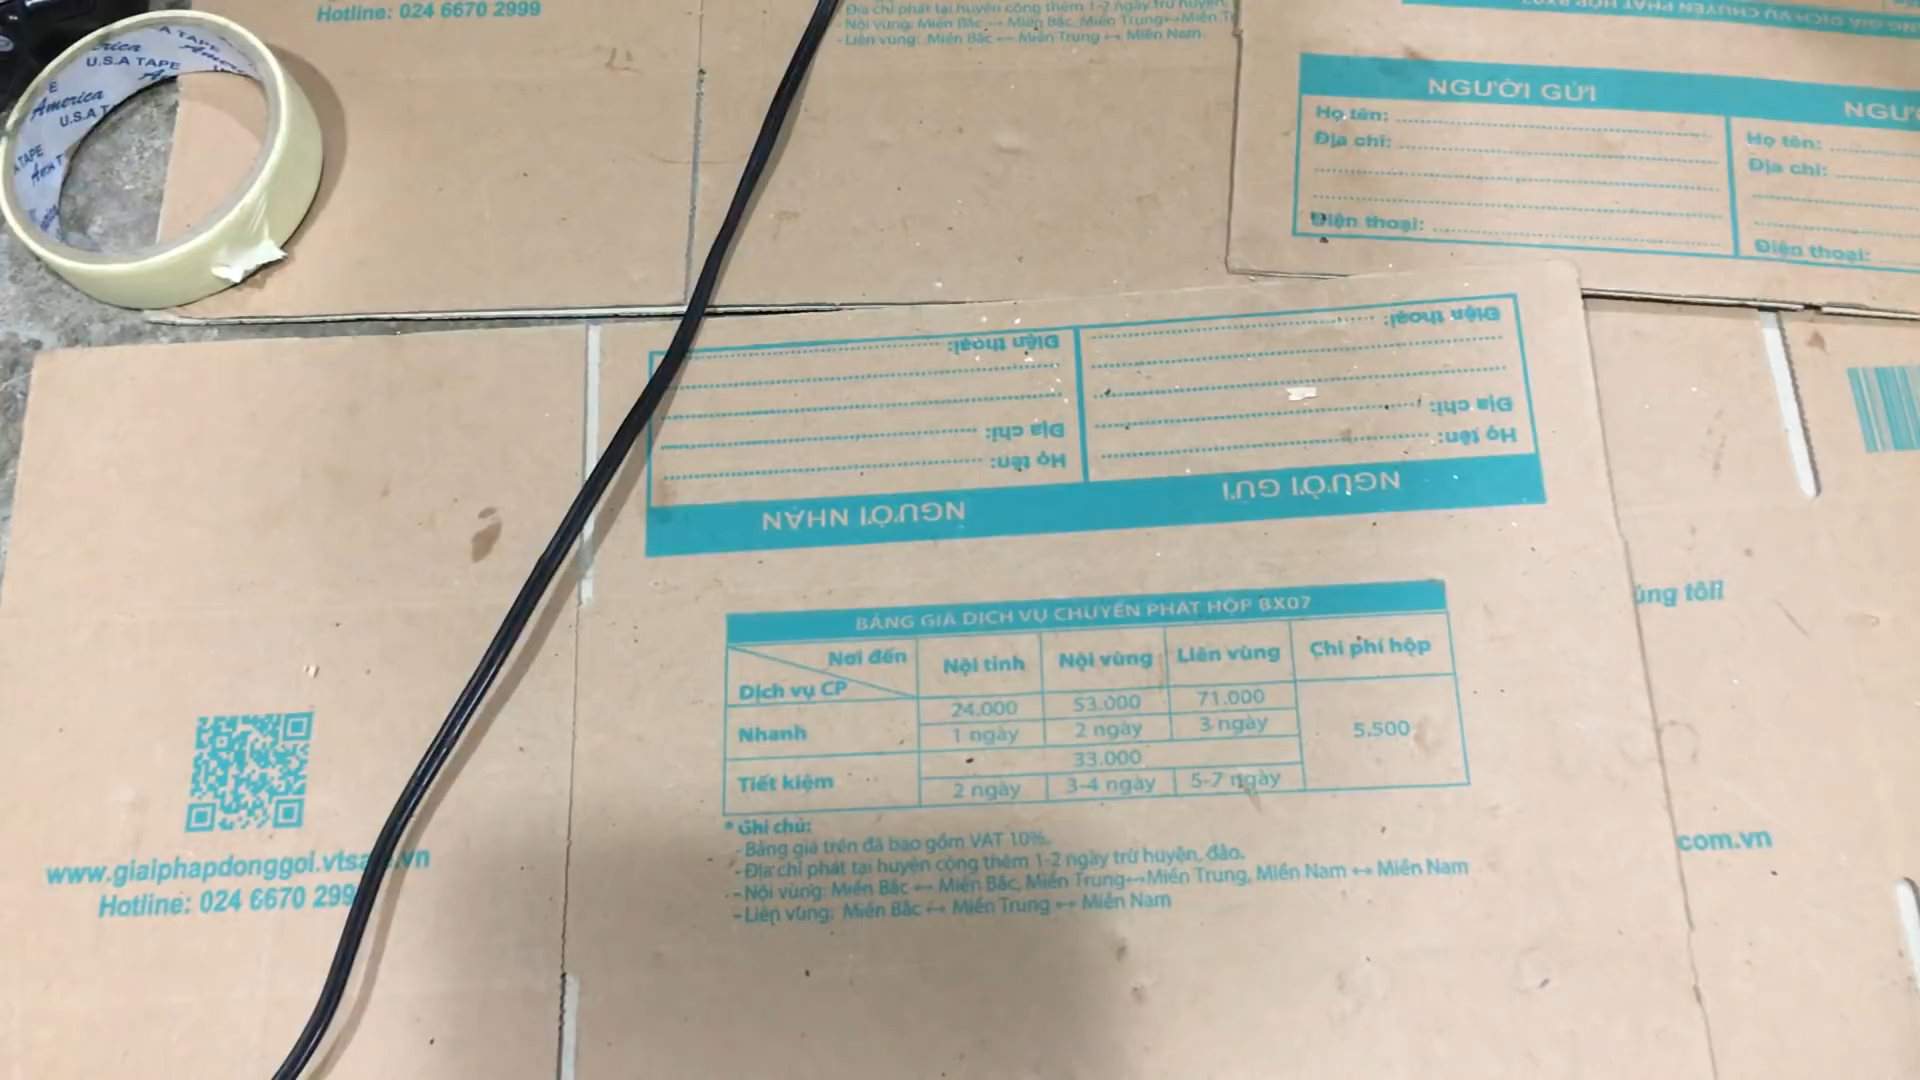 Hotline: 024 6670 2999
Địa chỉ phát tại huyện cộng thêm 1-2 ngày trừ huyện,
- Nội vùng: Miền Bắc ↔ Miền Bắc, Miền Trung↔Miền
- Liên vùng: Miền Bắc ↔ Miền Trung ↔ Miền Nam
A TAPE
U.S.A TAPE
America
U.S.A T
A TAPE
NGƯỜI GỬI
Họ tên:
Địa chỉ:
Điện thoại:
Họ tên:
Địa chỉ:
Điện thoại:
NGƯỜI NHẬN
Họ tên:
Địa chỉ:
Điện thoại:
NGƯỜI GỬI
Họ tên:
Địa chỉ:
Điện thoại:
BẢNG GIÁ DỊCH VỤ CHUYỂN PHÁT HỘP BX07
Nơi đến
Dịch vụ CP
Nội tỉnh
Nội vùng
Liên vùng
Chi phí hộp
Nhanh
24.000
53.000
71.000
1 ngày
2 ngày
3 ngày
5.500
Tiết kiệm
33.000
2 ngày
3-4 ngày
5-7 ngày
* Ghi chú:
- Bảng giá trên đã bao gồm VAT 10%.
- Địa chỉ phát tại huyện cộng thêm 1-2 ngày trừ huyện, đảo.
- Nội vùng: Miền Bắc ↔ Miền Bắc, Miền Trung↔Miền Trung, Miền Nam ↔ Miền Nam
- Liên vùng: Miền Bắc ↔ Miền Trung ↔ Miền Nam
www.giaiphapdonggoi.vtsa .vn
Hotline: 024 6670 299
úng tôi!
com.vn